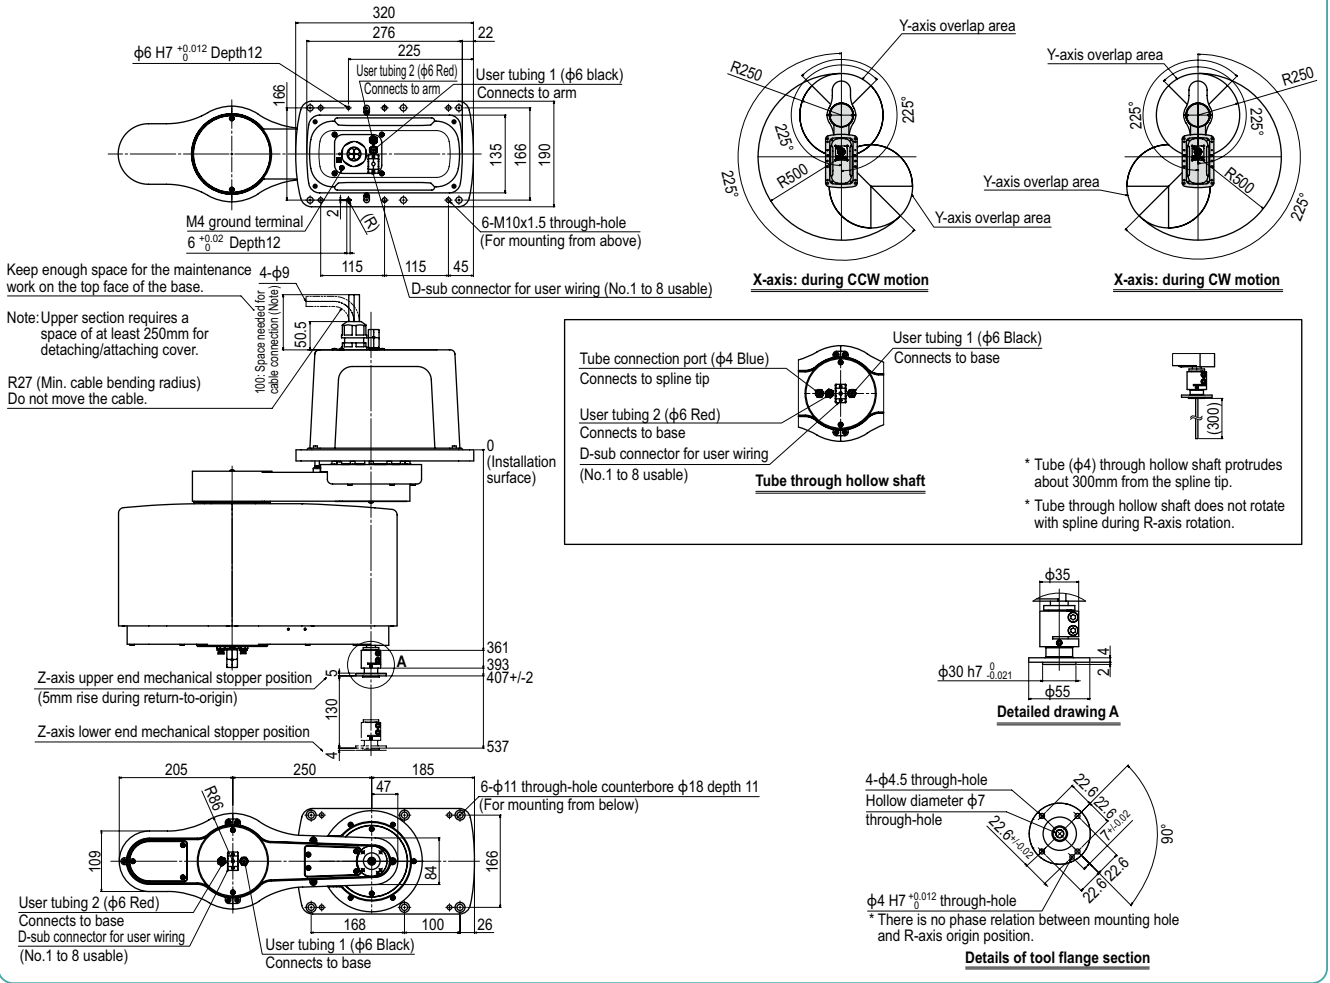 320
276
22
225
φ6 H7 +0.012 0 Depth12
User tubing 2 (φ6 Red)
Connects to arm
User tubing 1 (φ6 black)
Connects to arm
166
135
166
190
M4 ground terminal
6 +0.02 0 Depth12
2
(R)
6-M10x1.5 through-hole
(For mounting from above)
115
115
45
D-sub connector for user wiring (No.1 to 8 usable)
Keep enough space for the maintenance
work on the top face of the base.
4-φ9
Note: Upper section requires a
space of at least 250mm for
detaching/attaching cover.
R27 (Min. cable bending radius)
Do not move the cable.
100: Space needed for
cable connection (Note)
50.5
0
(Installation
surface)
361
A
393
5
407+/-2
Z-axis upper end mechanical stopper position
(5mm rise during return-to-origin)
130
Z-axis lower end mechanical stopper position
4
537
205
250
185
47
R86
6-φ11 through-hole counterbore φ18 depth 11
(For mounting from below)
109
84
166
168
100
26
User tubing 2 (φ6 Red)
Connects to base
D-sub connector for user wiring
(No.1 to 8 usable)
User tubing 1 (φ6 Black)
Connects to base
Y-axis overlap area
R250
225°
225°
R500
225°
Y-axis overlap area
X-axis: during CCW motion
Y-axis overlap area
R250
225°
225°
Y-axis overlap area
R500
225°
X-axis: during CW motion
User tubing 1 (φ6 Black)
Connects to base
Tube connection port (φ4 Blue)
Connects to spline tip
User tubing 2 (φ6 Red)
Connects to base
D-sub connector for user wiring
(No.1 to 8 usable)
Tube through hollow shaft
(300)
* Tube (φ4) through hollow shaft protrudes
about 300mm from the spline tip.
* Tube through hollow shaft does not rotate
with spline during R-axis rotation.
φ35
φ30 h7 0 -0.021
4
2
φ55
Detailed drawing A
4-φ4.5 through-hole
Hollow diameter φ7
through-hole
22.6
22.6
7+/-0.02
22.6+/-0.02
90°
22.6
22.6
φ4 H7 +0.012 0 through-hole
* There is no phase relation between mounting hole
and R-axis origin position.
Details of tool flange section